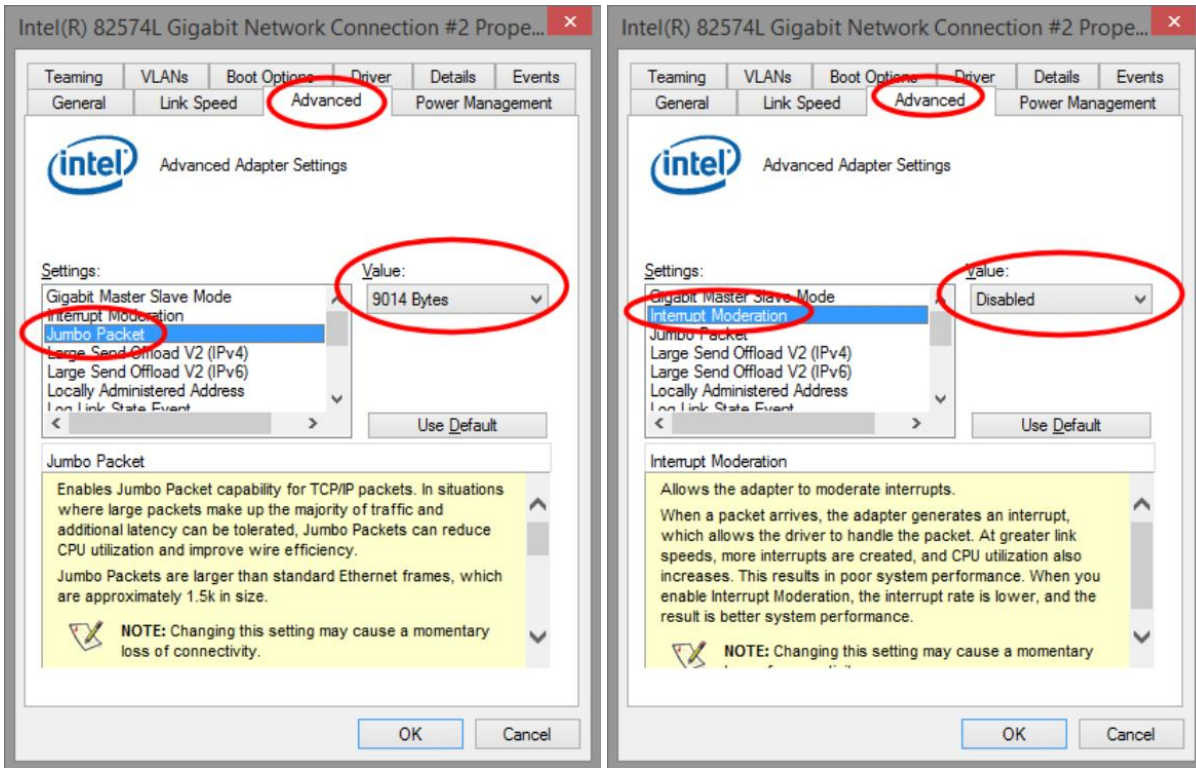 Intel(R) 82574L Gigabit Network Connection #2 Prope...
Teaming VLANs Boot Options Driver Details Events
General Link Speed Advanced Power Management
intel
Advanced Adapter Settings
Settings:
Value:
Gigabit Master Slave Mode
Interrupt Moderation
Jumbo Packet
Large Send Offload V2 (IPv4)
Large Send Offload V2 (IPv6)
Locally Administered Address
Log Link State Event
9014 Bytes
Use Default
Jumbo Packet
Enables Jumbo Packet capability for TCP/IP packets. In situations
where large packets make up the majority of traffic and
additional latency can be tolerated, Jumbo Packets can reduce
CPU utilization and improve wire efficiency.
Jumbo Packets are larger than standard Ethernet frames, which
are approximately 1.5k in size.
NOTE: Changing this setting may cause a momentary
loss of connectivity.
OK Cancel
Intel(R) 82574L Gigabit Network Connection #2 Prope...
Teaming VLANs Boot Options Driver Details Events
General Link Speed Advanced Power Management
intel
Advanced Adapter Settings
Settings:
Value:
Gigabit Master Slave Mode
Interrupt Moderation
Jumbo Packet
Large Send Offload V2 (IPv4)
Large Send Offload V2 (IPv6)
Locally Administered Address
Log Link State Event
Disabled
Use Default
Interrupt Moderation
Allows the adapter to moderate interrupts.
When a packet arrives, the adapter generates an interrupt,
which allows the driver to handle the packet. At greater link
speeds, more interrupts are created, and CPU utilization also
increases. This results in poor system performance. When you
enable Interrupt Moderation, the interrupt rate is lower, and the
result is better system performance.
NOTE: Changing this setting may cause a momentary
OK Cancel